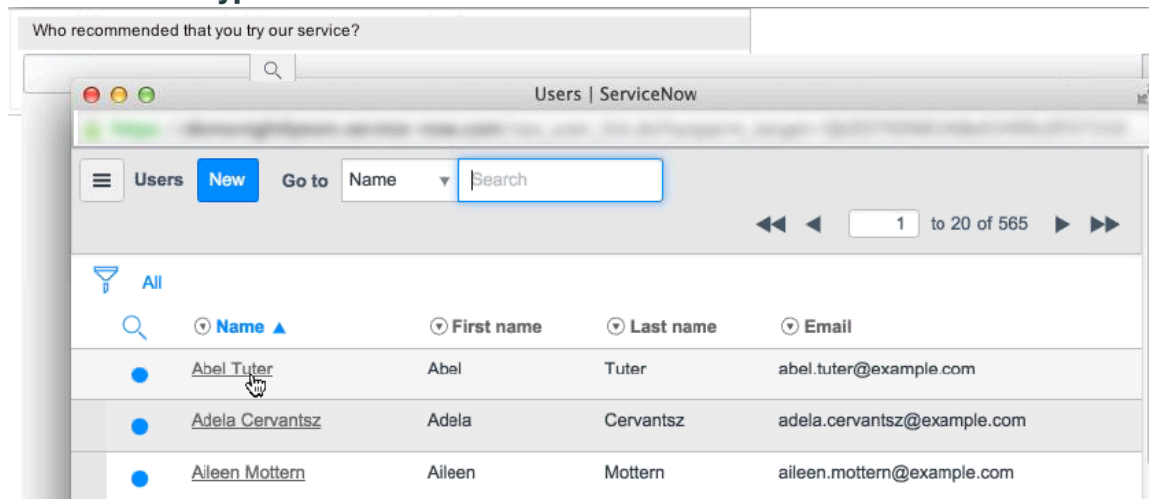 Who recommended that you try our service?
Users | ServiceNow
Users New Go to Name Search
1 to 20 of 565
All
Name First name Last name Email
Abel Tuter Abel Tuter abel.tuter@example.com
Adela Cervantsz Adela Cervantsz adela.cervantsz@example.com
Aileen Mottern Aileen Mottern aileen.mottern@example.com